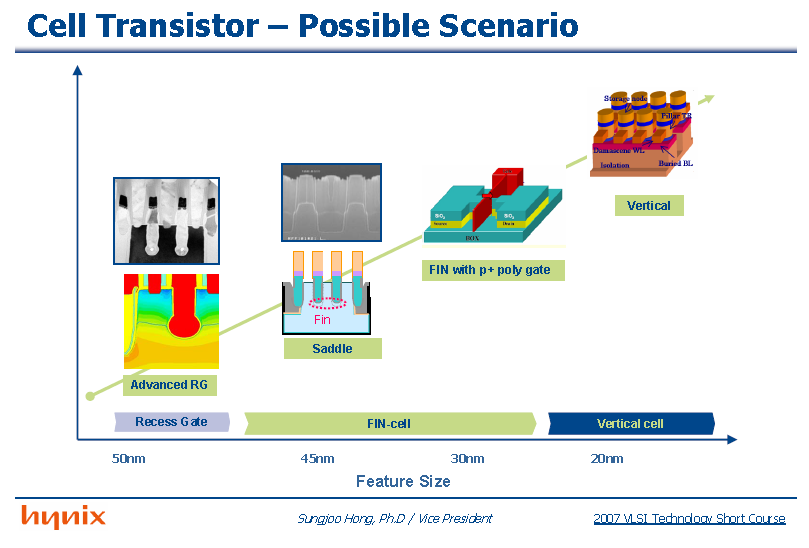 Cell Transistor – Possible Scenario
Storage node
Pillar TR
Damascene WL
Buried BL
Isolation
Vertical
SiO₂
SiO₂
Source
Drain
BOX
FIN with p+ poly gate
Fin
Saddle
Advanced RG
Recess Gate
FIN-cell
Vertical cell
50nm
45nm
30nm
20nm
Feature Size
hynix
Sungjoo Hong, Ph.D / Vice President
2007 VLSI Technology Short Course